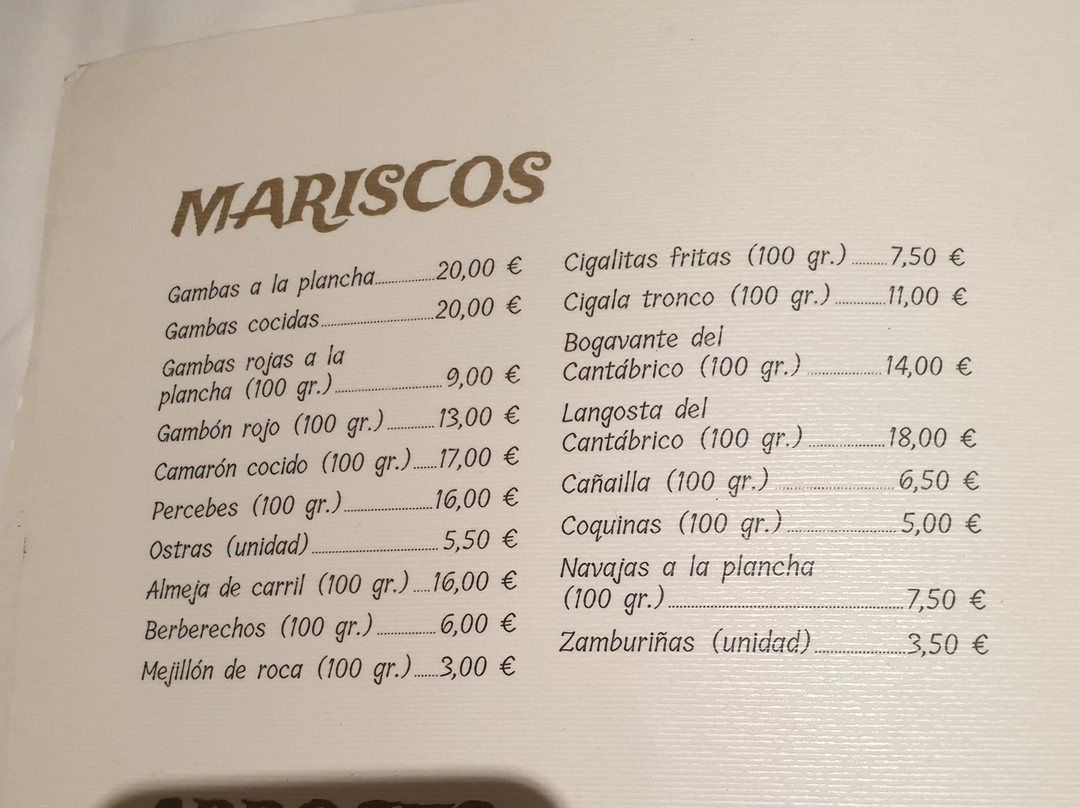 MARISCOS
Gambas a la plancha..........20,00 €
Gambas cocidas..........20,00 €
Gambas rojas a la
plancha (100 gr.)..........9,00 €
Gambón rojo (100 gr.)..........13,00 €
Camarón cocido (100 gr.)......17,00 €
Percebes (100 gr.)..........16,00 €
Ostras (unidad)..........5,50 €
Almeja de carril (100 gr.).....16,00 €
Berberechos (100 gr.)..........6,00 €
Mejillón de roca (100 gr.)......3,00 €
Cigalitas fritas (100 gr.)........7,50 €
Cigala tronco (100 gr.)..........11,00 €
Bogavante del
Cantábrico (100 gr.)..........14,00 €
Langosta del
Cantábrico (100 gr.)..........18,00 €
Cañailla (100 gr.)..........6,50 €
Coquinas (100 gr.)..........5,00 €
Navajas a la plancha
(100 gr.)..........7,50 €
Zamburiñas (unidad)..........3,50 €